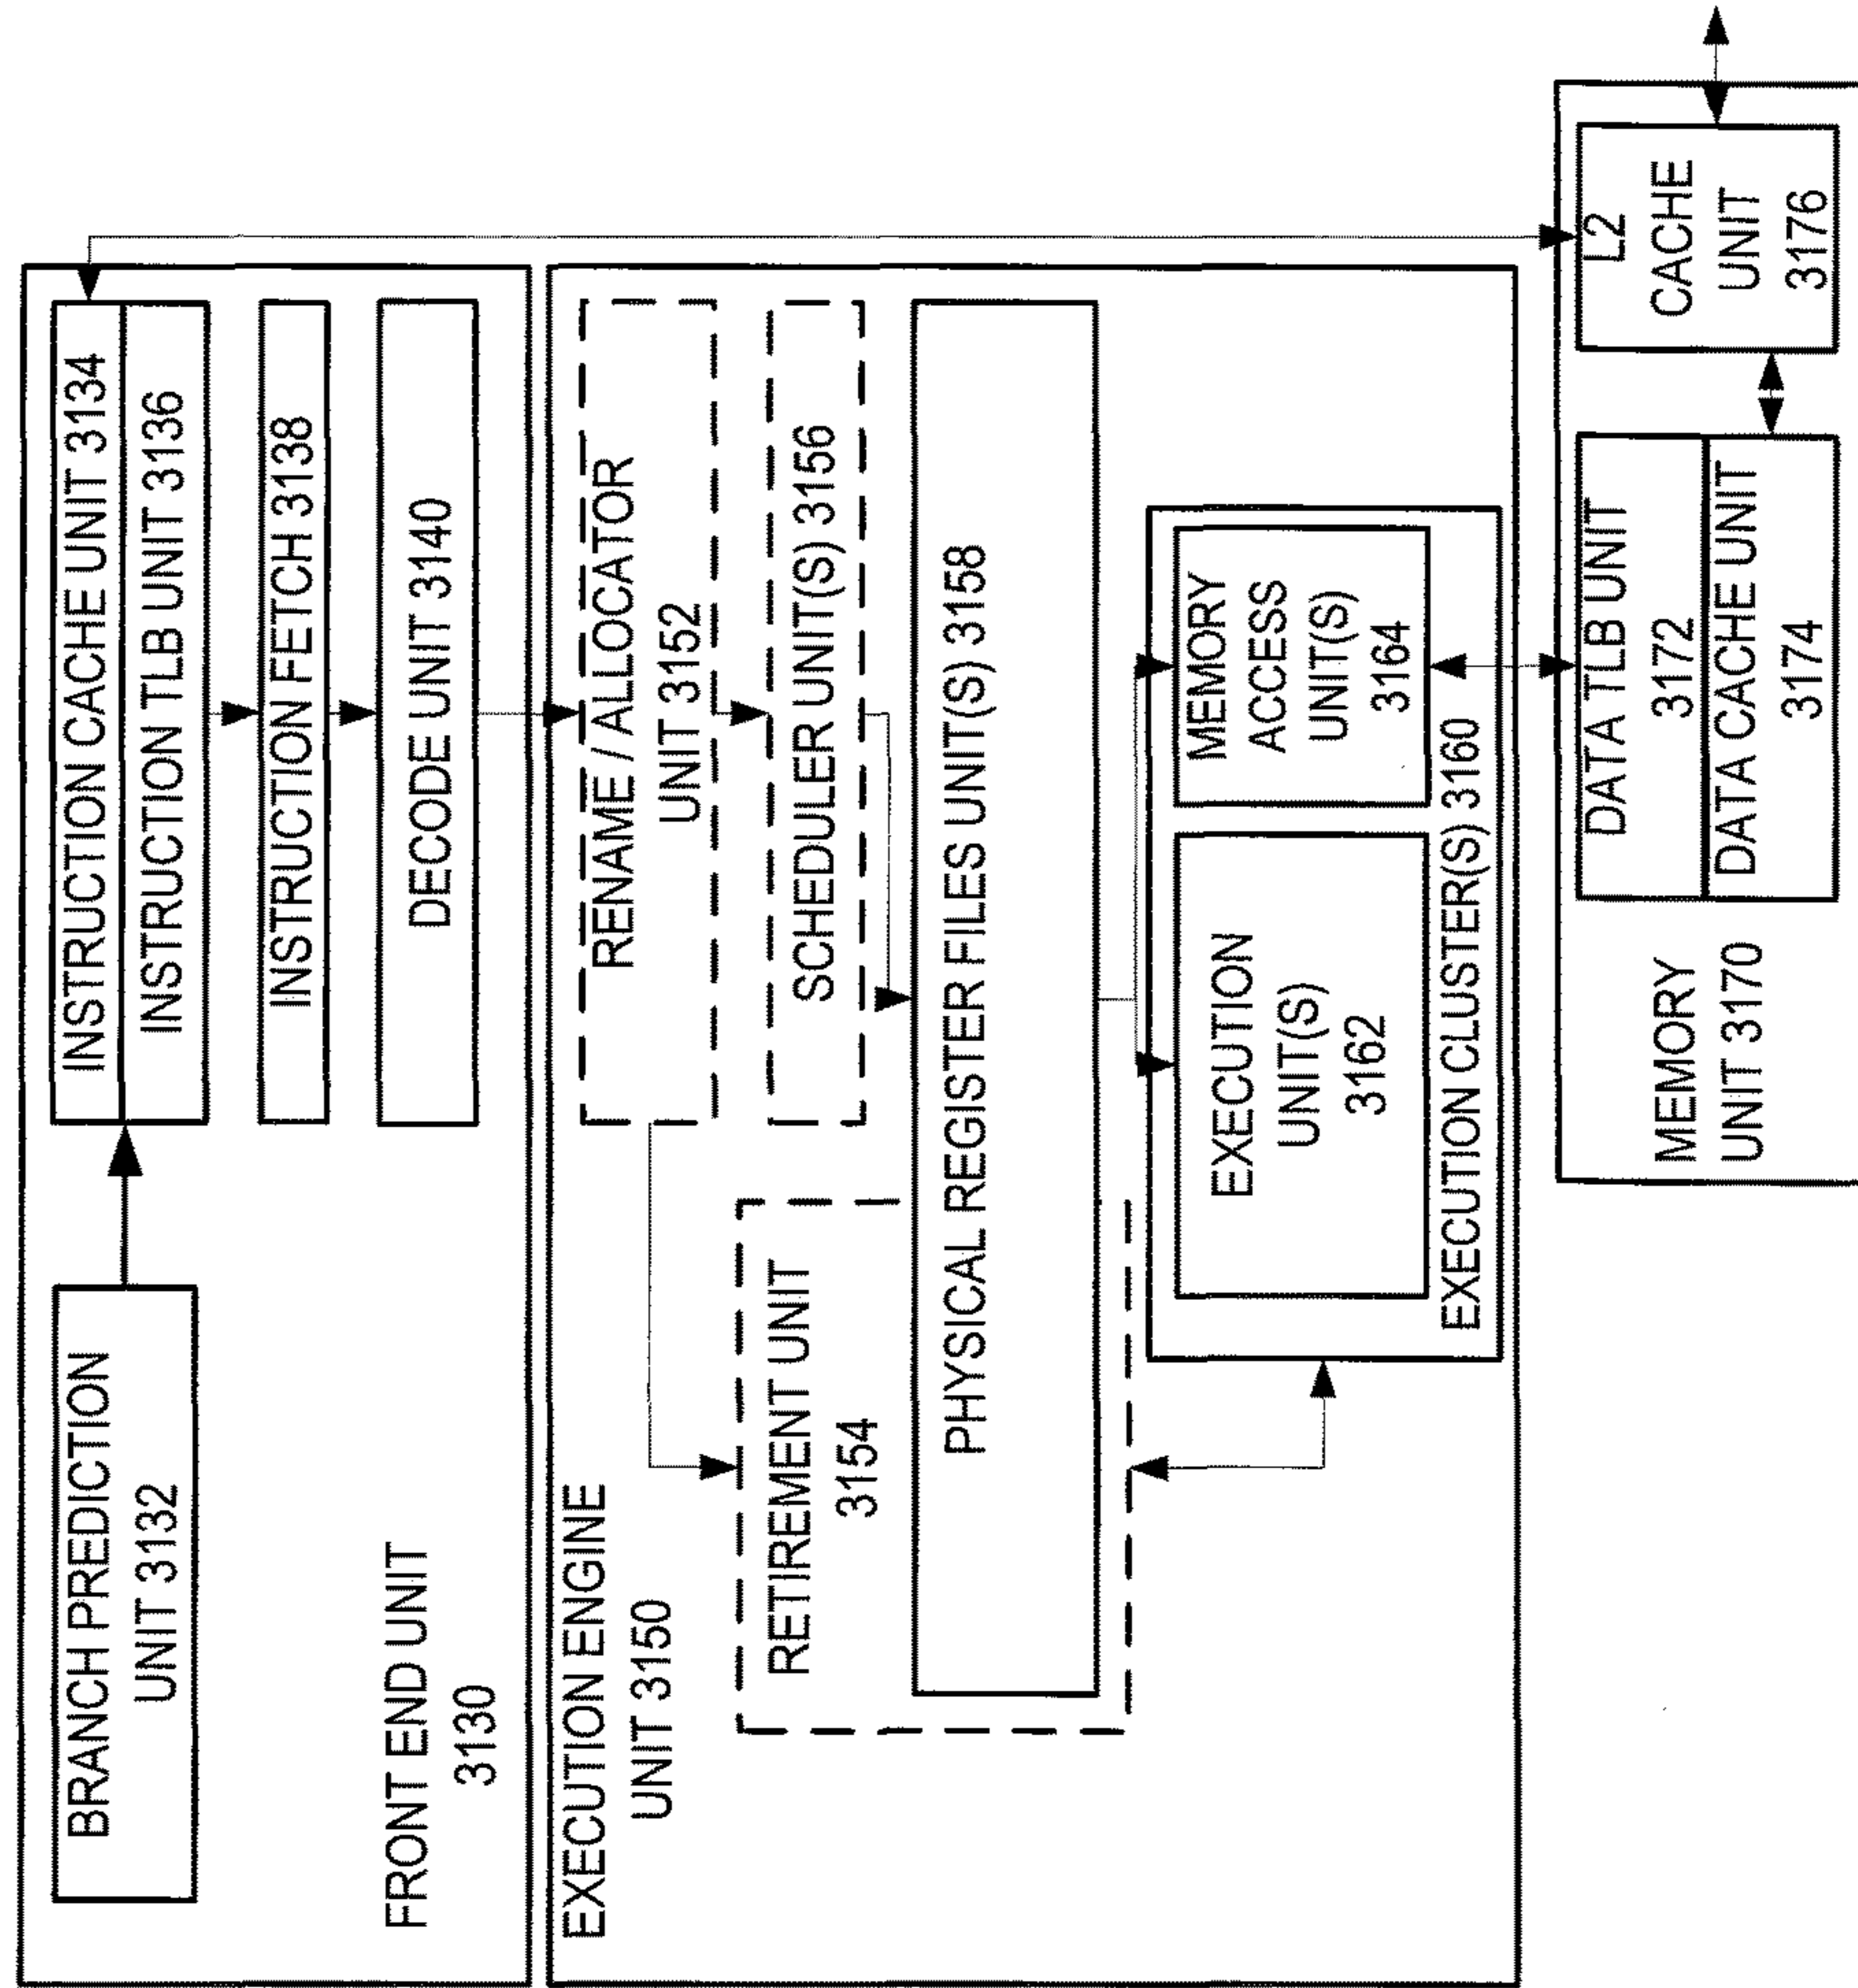 BRANCH PREDICTION
UNIT 3132
INSTRUCTION CACHE UNIT 3134
INSTRUCTION TLB UNIT 3136
INSTRUCTION FETCH 3138
DECODE UNIT 3140
FRONT END UNIT
3130
EXECUTION ENGINE
UNIT 3150
RENAME / ALLOCATOR
UNIT 3152
RETIREMENT UNIT
3154
SCHEDULER UNIT(S) 3156
PHYSICAL REGISTER FILES UNIT(S) 3158
EXECUTION
UNIT(S)
3162
MEMORY
ACCESS
UNIT(S)
3164
EXECUTION CLUSTER(S) 3160
MEMORY
UNIT 3170
DATA TLB UNIT
3172
DATA CACHE UNIT
3174
L2
CACHE
UNIT
3176